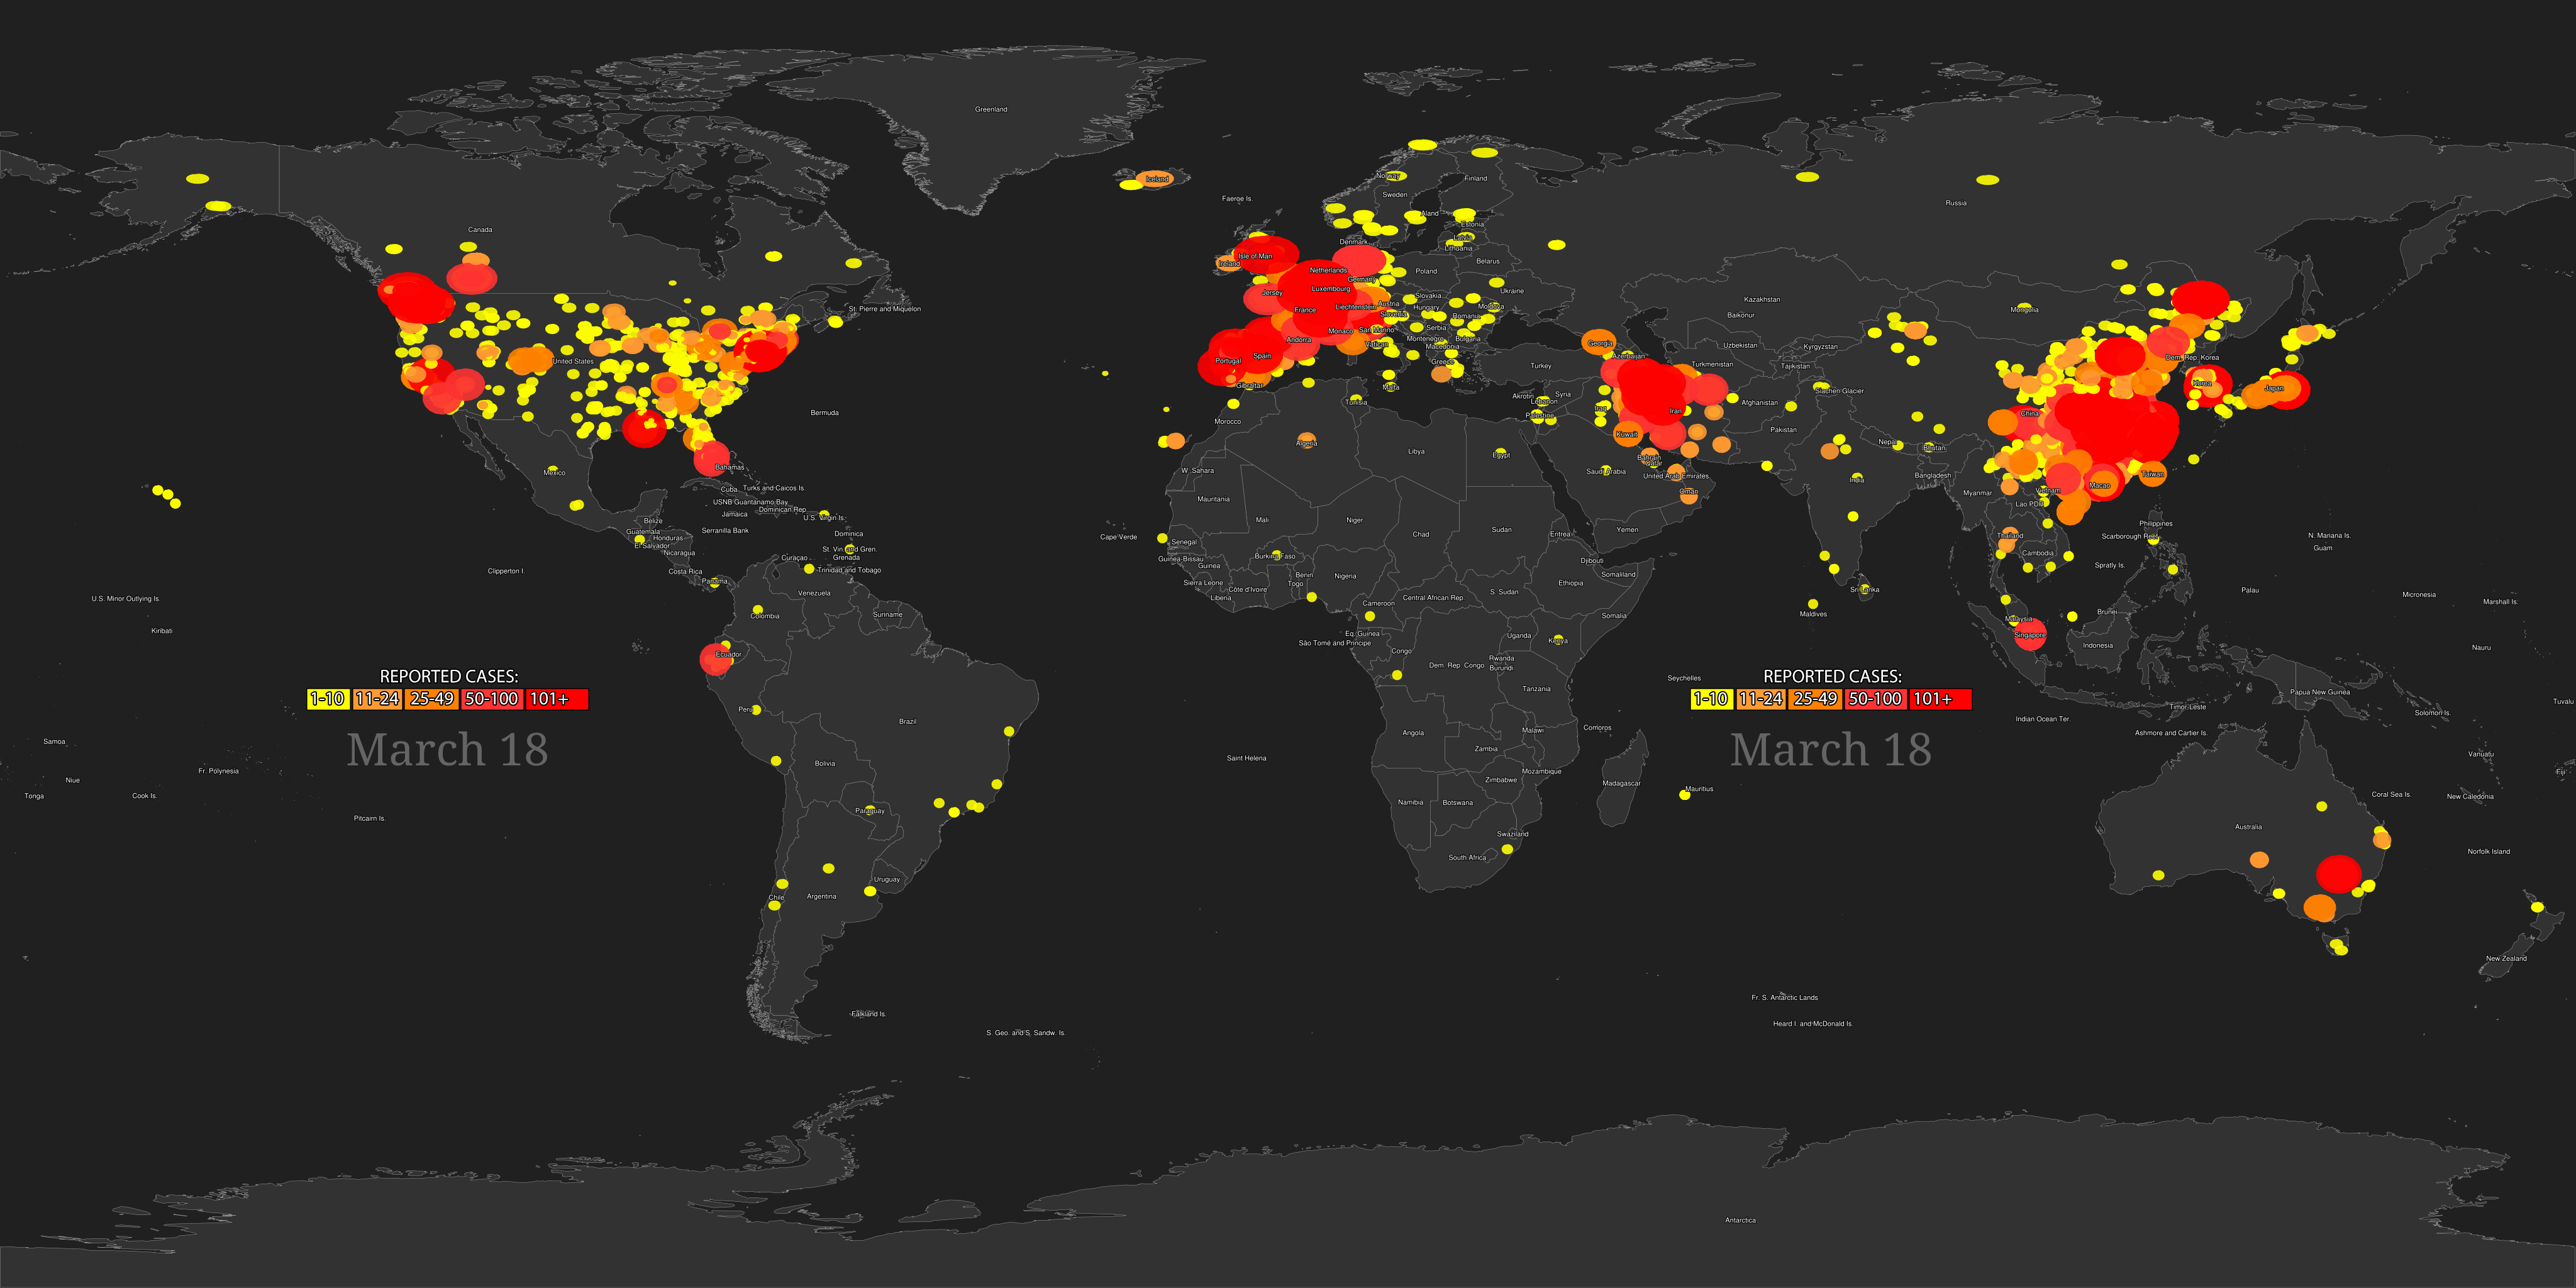 Greenland
Iceland
Faeroe Is.
Norway
Sweden
Finland
Russia
Canada
Aland
Estonia
Latvia
Lithuania
Denmark
Isle of Man
Ireland
Belarus
Netherlands
Germany
Poland
Luxembourg
Jersey
Slovakia
Ukraine
Austria
Liechtenstein
Hungary
Moldova
France
Slovenia
Romania
Kazakhstan
Baikonur
Mongolia
St. Pierre and Miquelon
Monaco
San Marino
Serbia
Andorra
Vatican
Montenegro
Bulgaria
Macedonia
Georgia
Uzbekistan
Kyrgyzstan
Portugal
Spain
Greece
Turkey
Azerbaijan
Turkmenistan
Tajikistan
Dem. Rep. Korea
United States
Gibraltar
Malta
Tunisia
Akrotiri
Syria
Lebanon
Siachen Glacier
Korea
Japan
Bermuda
Morocco
Palestine
Iraq
Iran
Afghanistan
China
Algeria
Libya
Egypt
Kuwait
Pakistan
Nepal
Bhutan
Bahamas
Mexico
W. Sahara
Bahrain
Qatar
Saudi Arabia
United Arab Emirates
India
Bangladesh
Taiwan
Cuba
Turks and Caicos Is.
USNB Guantanamo Bay
Dominican Rep.
Jamaica
U.S. Virgin Is.
Mauritania
Oman
Myanmar
Vietnam
Macao
Lao PDR
Belize
Guatemala
Honduras
El Salvador
Nicaragua
Serranilla Bank
Dominica
St. Vin. and Gren.
Grenada
Cape Verde
Senegal
Mali
Niger
Chad
Sudan
Eritrea
Yemen
Thailand
Philippines
Scarborough Reef
N. Mariana Is.
Guam
Clipperton I.
Costa Rica
Panama
Curaçao
Trinidad and Tobago
Guinea-Bissau
Guinea
Burkina Faso
Benin
Togo
Nigeria
Djibouti
Somaliland
Cambodia
Spratly Is.
U.S. Minor Outlying Is.
Venezuela
Colombia
Suriname
Sierra Leone
Liberia
Côte d'Ivoire
Cameroon
Central African Rep.
S. Sudan
Ethiopia
Somalia
Sri Lanka
Maldives
Malaysia
Brunei
Palau
Micronesia
Marshall Is.
Kiribati
Ecuador
Eq. Guinea
São Tomé and Principe
Congo
Uganda
Kenya
Dem. Rep. Congo
Rwanda
Burundi
Singapore
Indonesia
Nauru
REPORTED CASES:
1-10 11-24 25-49 50-100 101+
March 18
Seychelles
REPORTED CASES:
1-10 11-24 25-49 50-100 101+
March 18
Peru
Brazil
Tanzania
Papua New Guinea
Timor-Leste
Solomon Is.
Tuvalu
Indian Ocean Ter.
Ashmore and Cartier Is.
Samoa
Fr. Polynesia
Niue
Tonga
Cook Is.
Pitcairn Is.
Bolivia
Paraguay
Saint Helena
Angola
Zambia
Malawi
Comoros
Mozambique
Zimbabwe
Madagascar
Mauritius
Namibia
Botswana
Swaziland
South Africa
Vanuatu
Fiji
Coral Sea Is.
New Caledonia
Australia
Norfolk Island
Uruguay
Chile
Argentina
New Zealand
Falkland Is.
S. Geo. and S. Sandw. Is.
Fr. S. Antarctic Lands
Heard I. and McDonald Is.
Antarctica